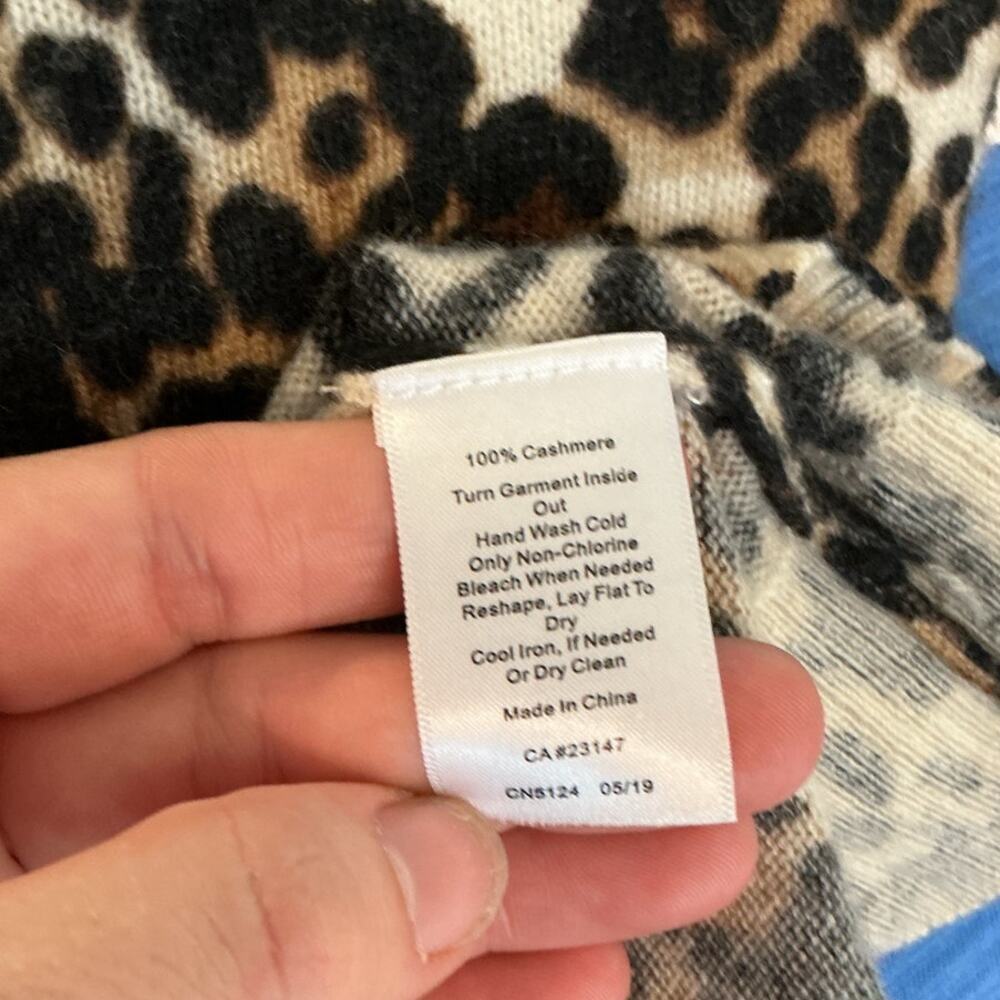 100% Cashmere
Turn Garment Inside
Out
Hand Wash Cold
Only Non-Chlorine
Bleach When Needed
Reshape, Lay Flat To
Dry
Cool Iron, If Needed
Or Dry Clean
Made In China
CA#23147
CN5124 05/19